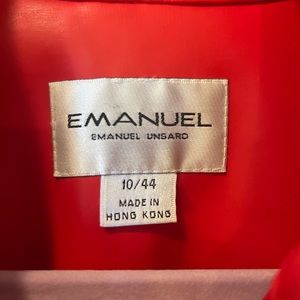 EMANUEL
EMANUEL UNGARO
10/44
MADE IN
HONG KONG